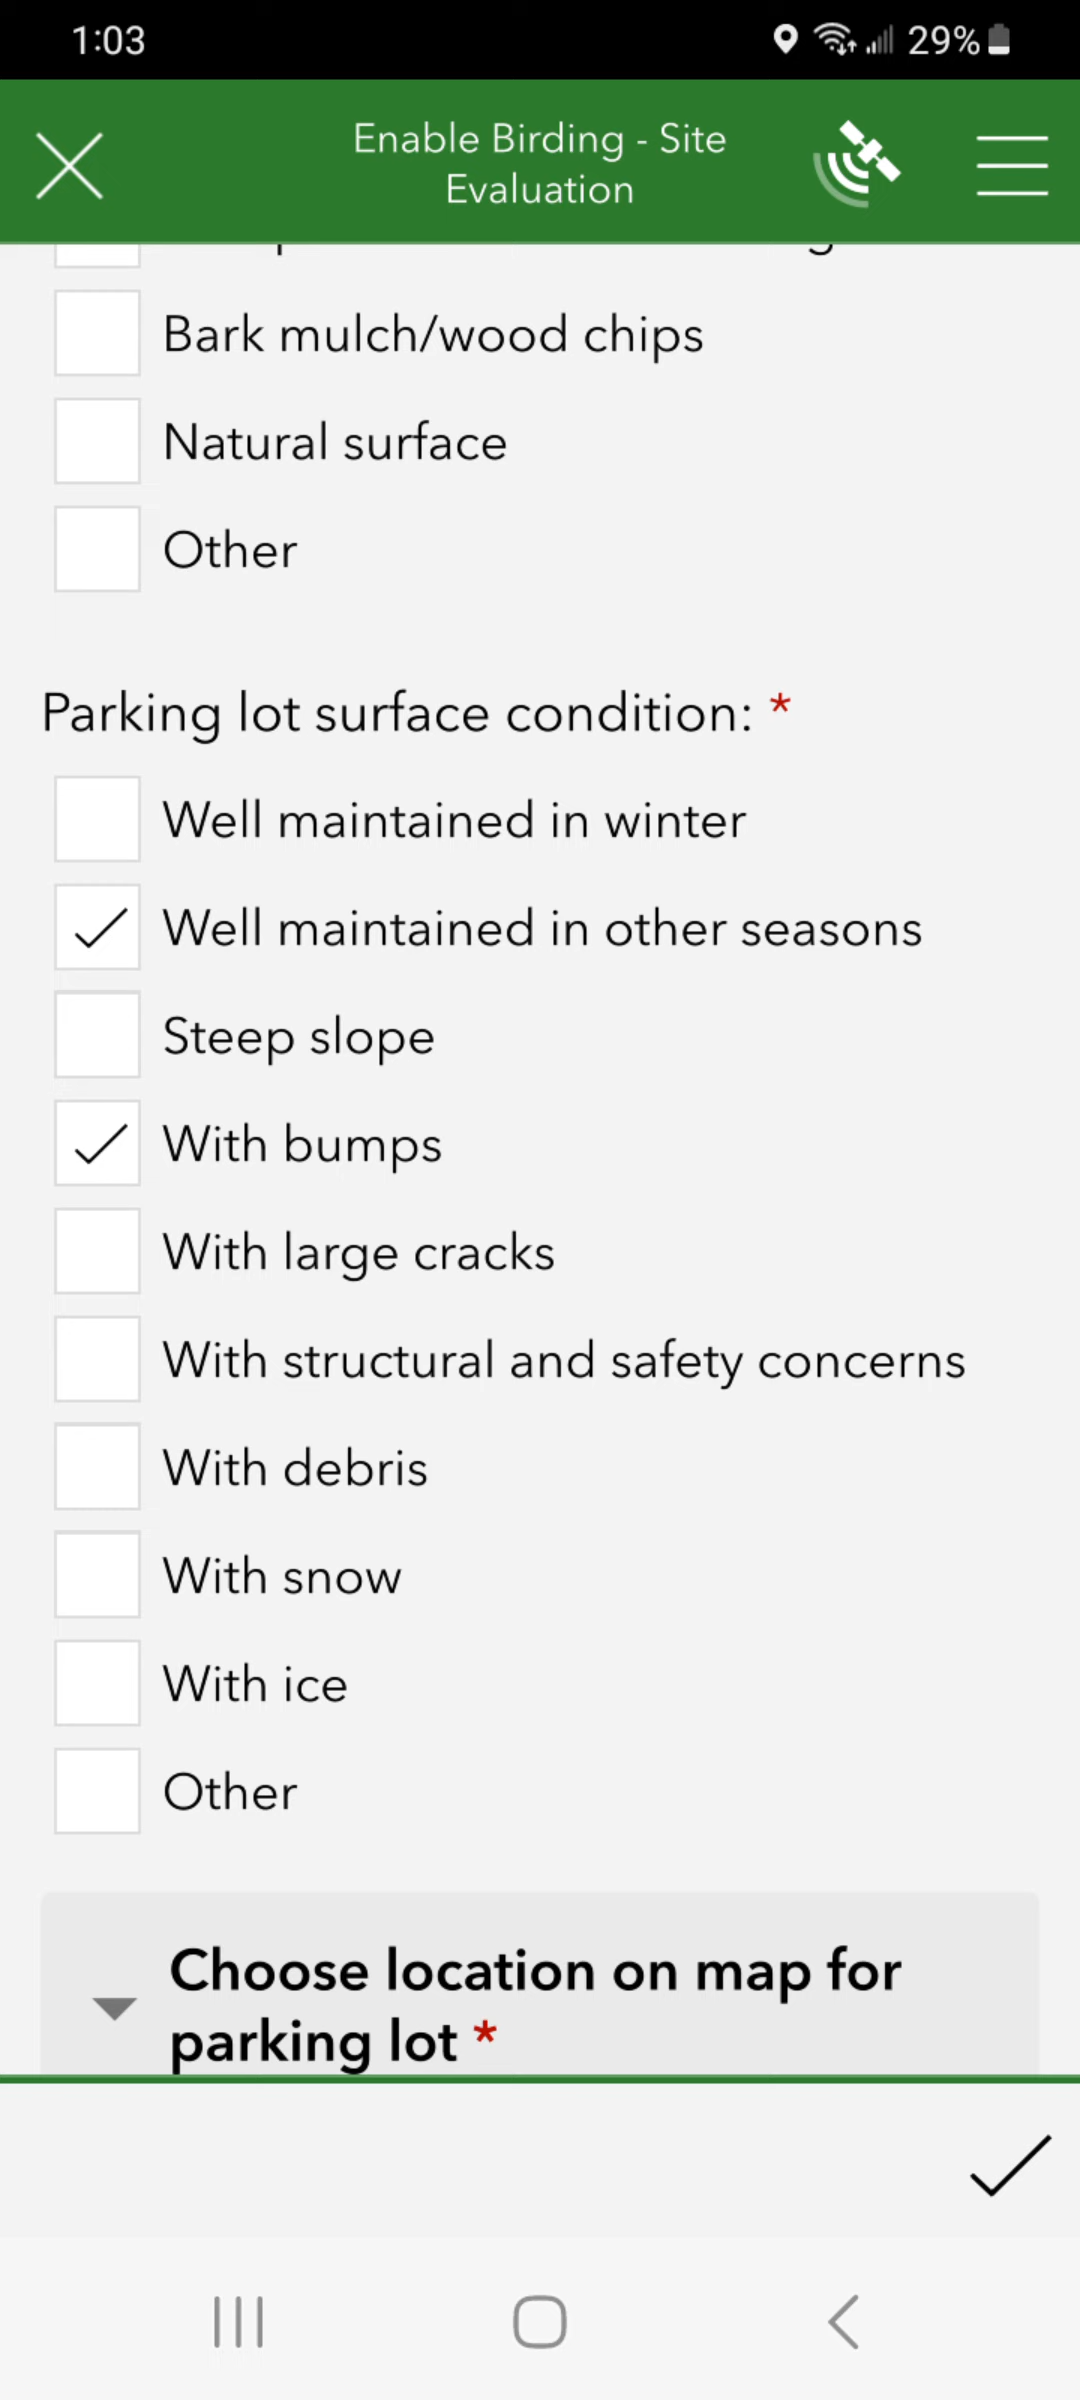 1:03
29%
Enable Birding - Site
Evaluation
Bark mulch/wood chips
Natural surface
Other
Parking lot surface condition: *
Well maintained in winter
Well maintained in other seasons
Steep slope
With bumps
With large cracks
With structural and safety concerns
With debris
With snow
With ice
Other
Choose location on map for
parking lot *